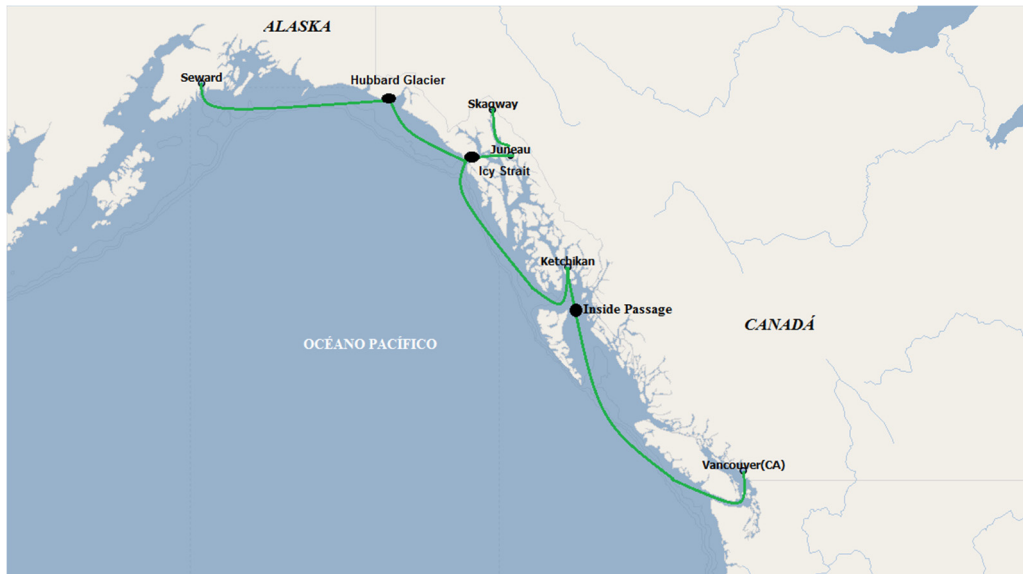 ALASKA
Seward
Hubbard Glacier
Skagway
Juneau
Icy Strait
Ketchikan
Inside Passage
CANADÁ
OCÉANO PACÍFICO
Vancouver(CA)